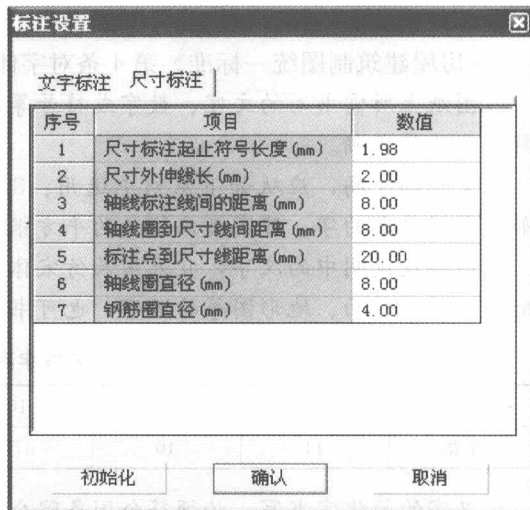 标注设置
文字标注 尺寸标注
序号 项目 数值
1 尺寸标注起止符号长度(mm) 1.98
2 尺寸外伸线长(mm) 2.00
3 轴线标注线间的距离(mm) 8.00
4 轴线圈到尺寸线间距离(mm) 8.00
5 标注点到尺寸线距离(mm) 20.00
6 轴线圈直径(mm) 8.00
7 钢筋圈直径(mm) 4.00
初始化 确认 取消